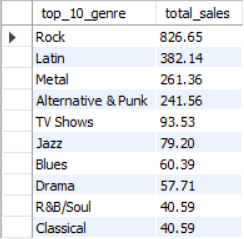 top_10_genre total_sales
Rock 826.65
Latin 382.14
Metal 261.36
Alternative & Punk 241.56
TV Shows 93.53
Jazz 79.20
Blues 60.39
Drama 57.71
R&B/Soul 40.59
Classical 40.59